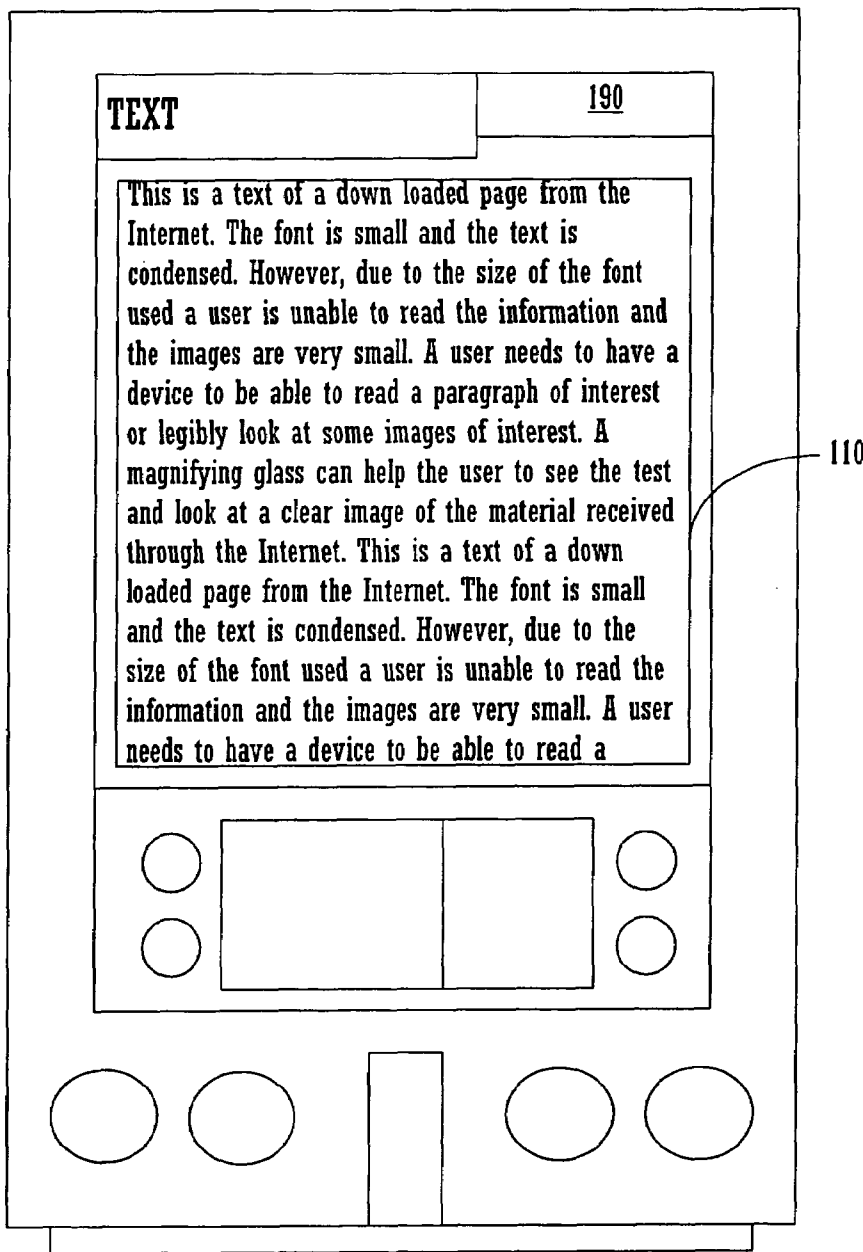 TEXT
190
This is a text of a down loaded page from the
Internet. The font is small and the text is
condensed. However, due to the size of the font
used a user is unable to read the information and
the images are very small. A user needs to have a
device to be able to read a paragraph of interest
or legibly look at some images of interest. A
magnifying glass can help the user to see the test
and look at a clear image of the material received
through the Internet. This is a text of a down
loaded page from the Internet. The font is small
and the text is condensed. However, due to the
size of the font used a user is unable to read the
information and the images are very small. A user
needs to have a device to be able to read a
110